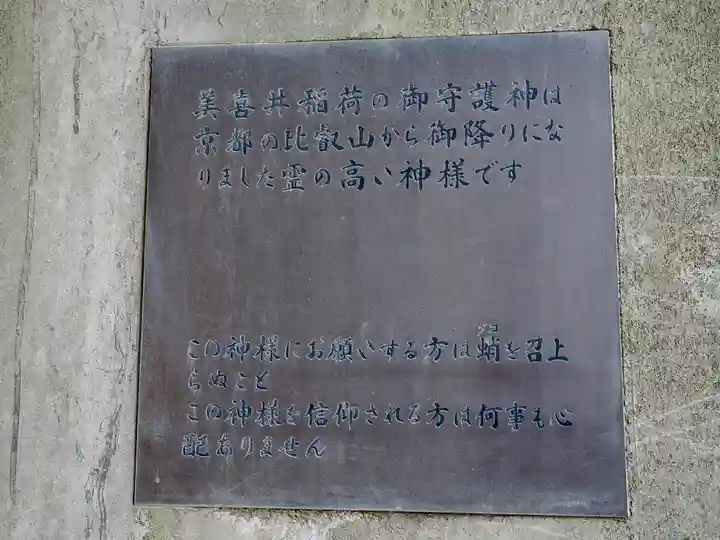 美喜井稲荷の御守護神は
京都の比叡山から御降りにな
りました霊の高い神様です
この神様にお願いする方は蛸を召上
らぬこと
この神様を信仰される方は何事も心
配ありません